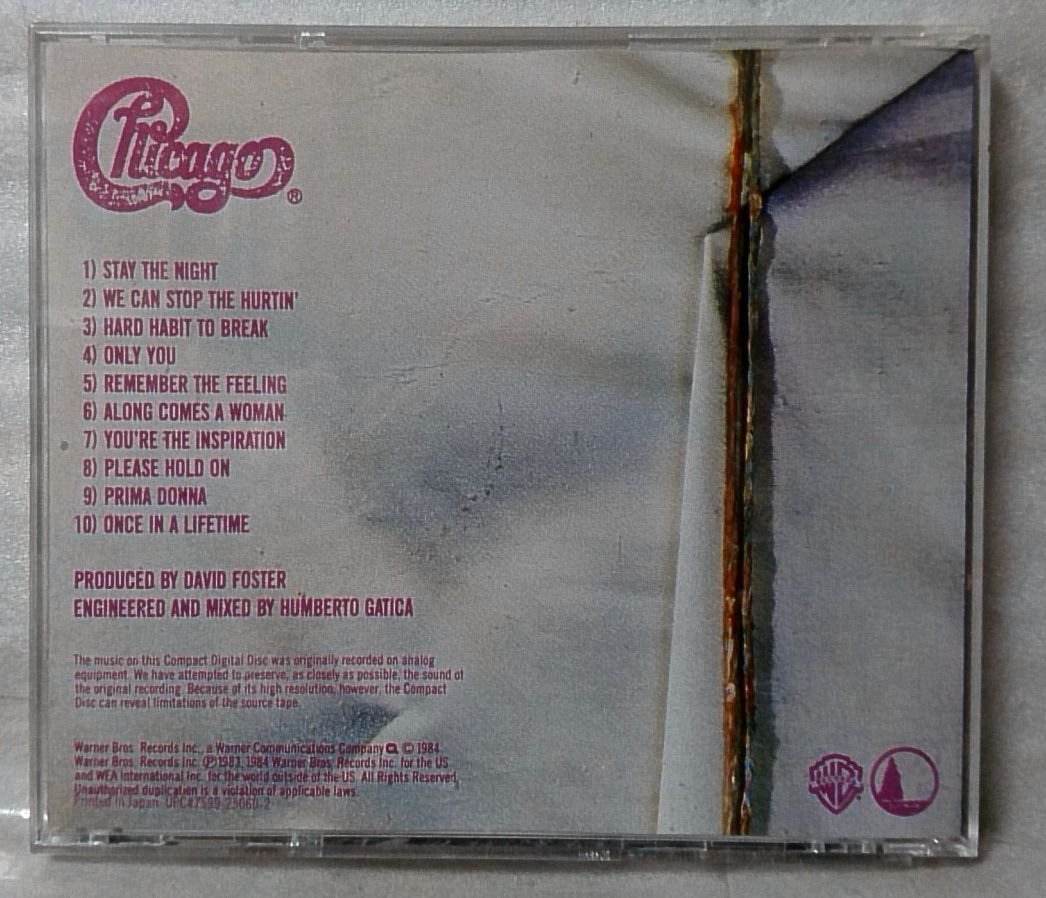 Chicago®
1) STAY THE NIGHT
2) WE CAN STOP THE HURTIN'
3) HARD HABIT TO BREAK
4) ONLY YOU
5) REMEMBER THE FEELING
6) ALONG COMES A WOMAN
7) YOU'RE THE INSPIRATION
8) PLEASE HOLD ON
9) PRIMA DONNA
10) ONCE IN A LIFETIME
PRODUCED BY DAVID FOSTER
ENGINEERED AND MIXED BY HUMBERTO GATICA
The music on this Compact Digital Disc was originally recorded on analog
equipment. We have attempted to preserve, as closely as possible, the sound of
the original recording. Because of its high resolution, however, the Compact
Disc can reveal limitations of the source tape.
Warner Bros. Records Inc., a Warner Communications Company © 1984
Warner Bros. Records Inc. Ⓟ 1983, 1984 Warner Bros. Records Inc. for the US
and WEA International Inc. for the world outside of the US. All Rights Reserved.
Unauthorized duplication is a violation of applicable laws.
Printed in Japan UPC#7599-25060-2